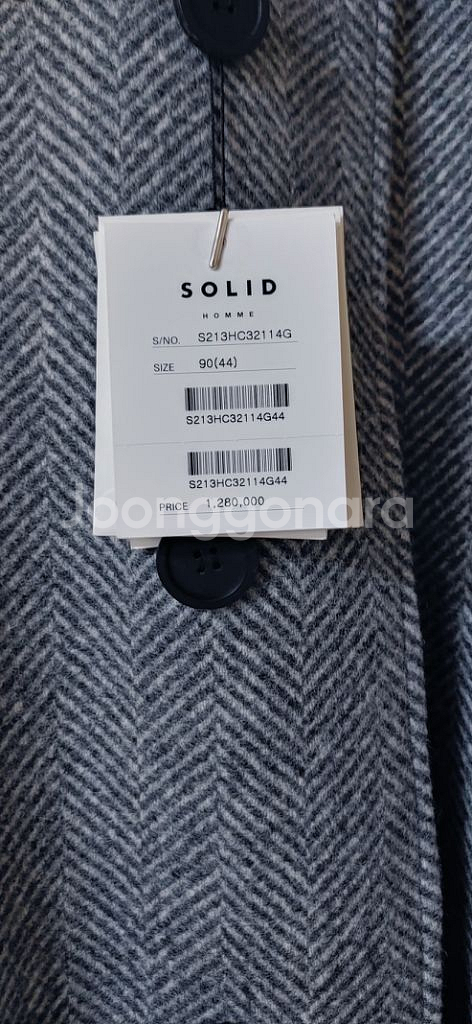 SOLID
HOMME
S/NO. S213HC32114G
SIZE 90(44)
S213HC32114G44
S213HC32114G44
PRICE 1,280,000
Joonggonara